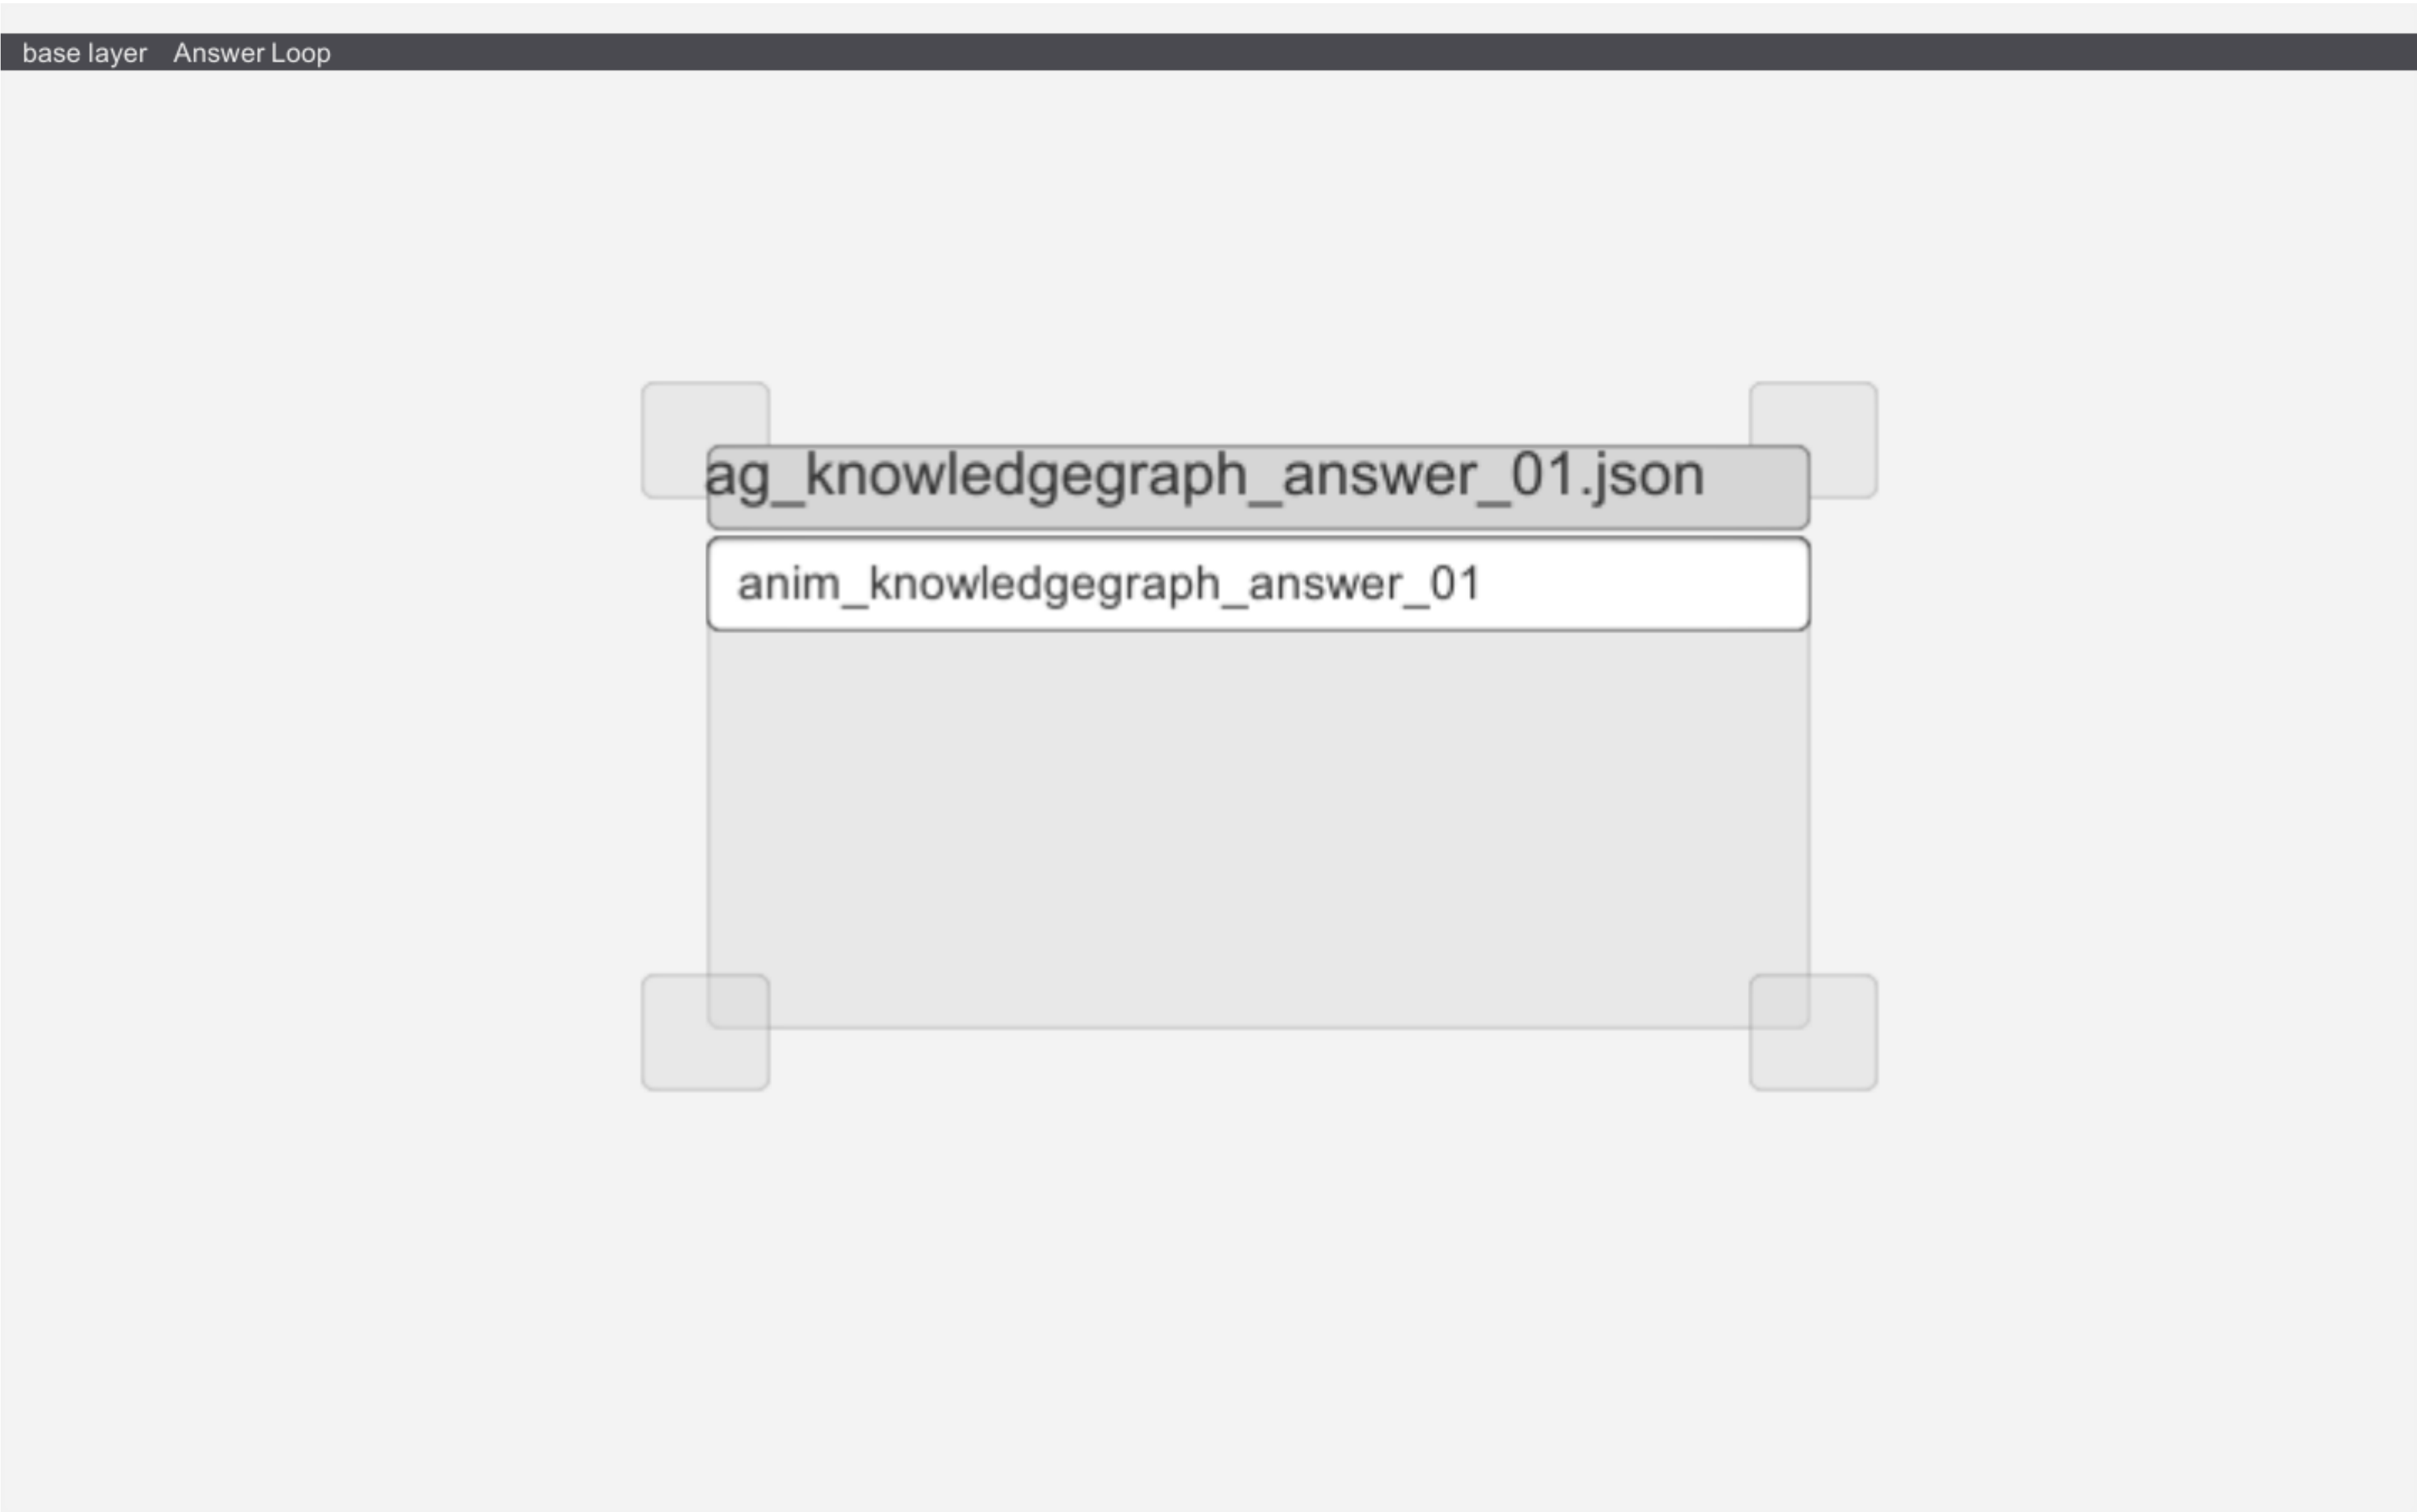 base layer Answer Loop
ag_knowledgegraph_answer_01.json
anim_knowledgegraph_answer_01